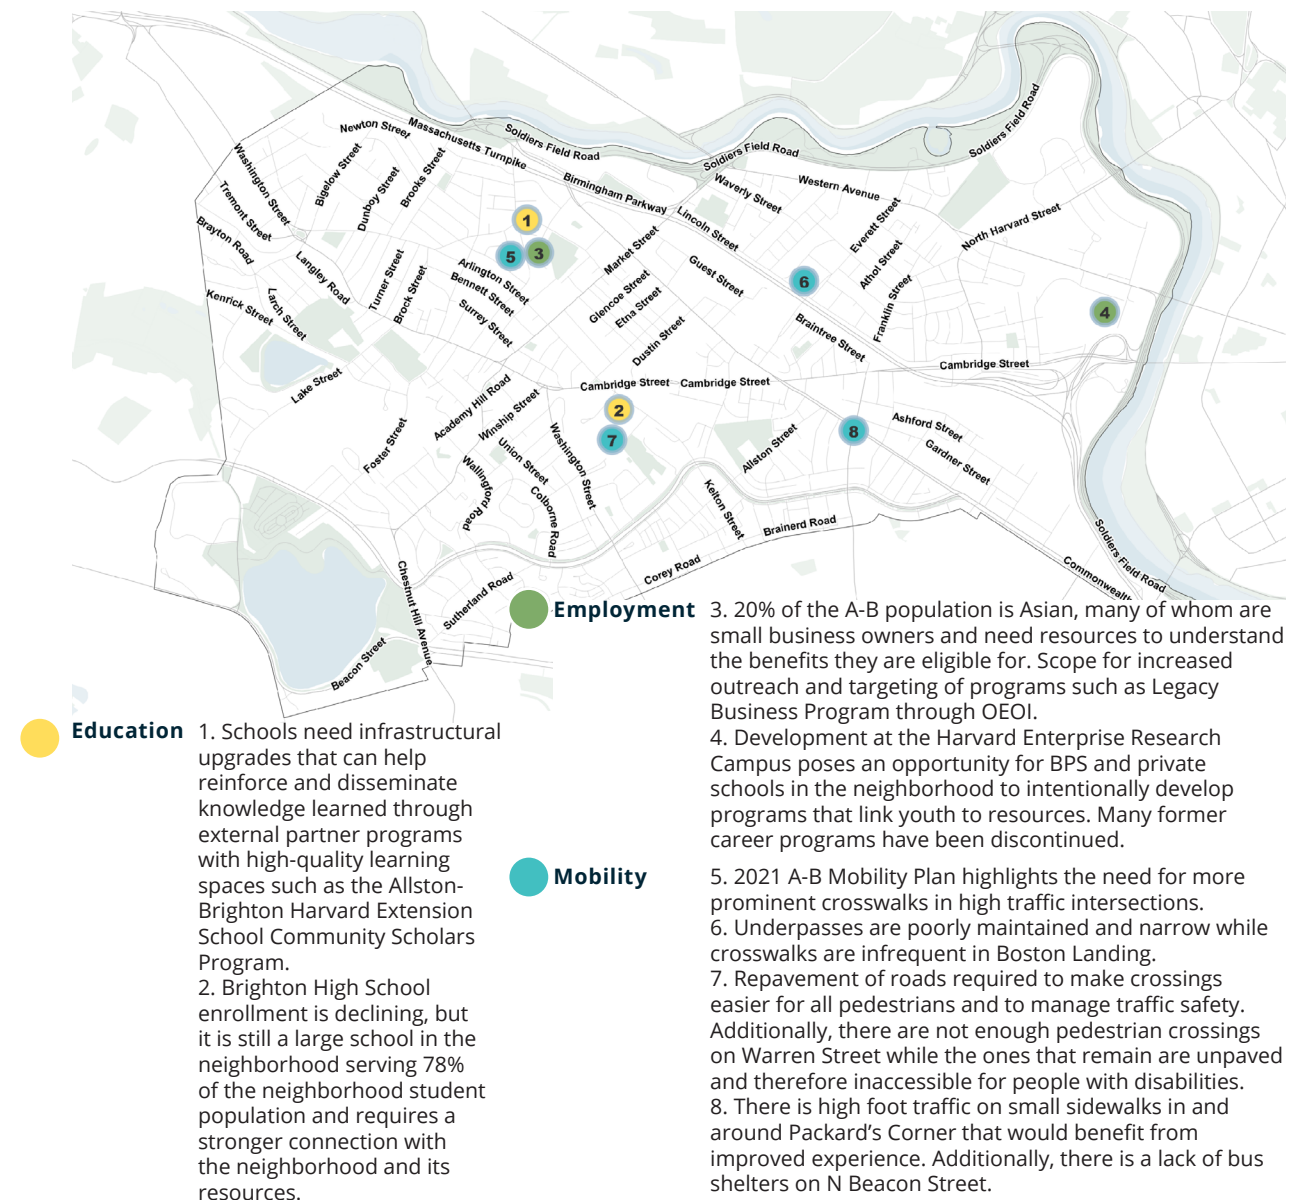 Newton Street
Massachusetts Turnpike
Soldiers Field Road
Soldiers Field Road
Soldiers Field Road
Washington Street
Bigelow Street
Dunboy Street
Brooks Street
Birmingham Parkway
Waverly Street
Western Avenue
Tremont Street
Brayton Road
Lincoln Street
Everett Street
North Harvard Street
1
5
3
Market Street
Athol Street
Langley Road
Turner Street
Brock Street
Arlington Street
Bennett Street
Surrey Street
Guest Street
6
Glencoe Street
Etna Street
Franklin Street
4
Kenrick Street
Larch Street
Dustin Street
Braintree Street
Lake Street
Cambridge Street
Cambridge Street
Cambridge Street
Academy Hill Road
Winship Street
2
7
8
Ashford Street
Gardner Street
Foster Street
Union Street
Washington Street
Allston Street
Wallingford Road
Colborne Road
Kelton Street
Brainerd Road
Corey Road
Soldiers Field Road
Commonwealth
Chestnut Hill Avenue
Sutherland Road
Beacon Street
Education
1. Schools need infrastructural
upgrades that can help
reinforce and disseminate
knowledge learned through
external partner programs
with high-quality learning
spaces such as the Allston-
Brighton Harvard Extension
School Community Scholars
Program.
2. Brighton High School
enrollment is declining, but
it is still a large school in the
neighborhood serving 78%
of the neighborhood student
population and requires a
stronger connection with
the neighborhood and its
resources.
Employment
3. 20% of the A-B population is Asian, many of whom are
small business owners and need resources to understand
the benefits they are eligible for. Scope for increased
outreach and targeting of programs such as Legacy
Business Program through OEOI.
4. Development at the Harvard Enterprise Research
Campus poses an opportunity for BPS and private
schools in the neighborhood to intentionally develop
programs that link youth to resources. Many former
career programs have been discontinued.
Mobility
5. 2021 A-B Mobility Plan highlights the need for more
prominent crosswalks in high traffic intersections.
6. Underpasses are poorly maintained and narrow while
crosswalks are infrequent in Boston Landing.
7. Repavement of roads required to make crossings
easier for all pedestrians and to manage traffic safety.
Additionally, there are not enough pedestrian crossings
on Warren Street while the ones that remain are unpaved
and therefore inaccessible for people with disabilities.
8. There is high foot traffic on small sidewalks in and
around Packard’s Corner that would benefit from
improved experience. Additionally, there is a lack of bus
shelters on N Beacon Street.